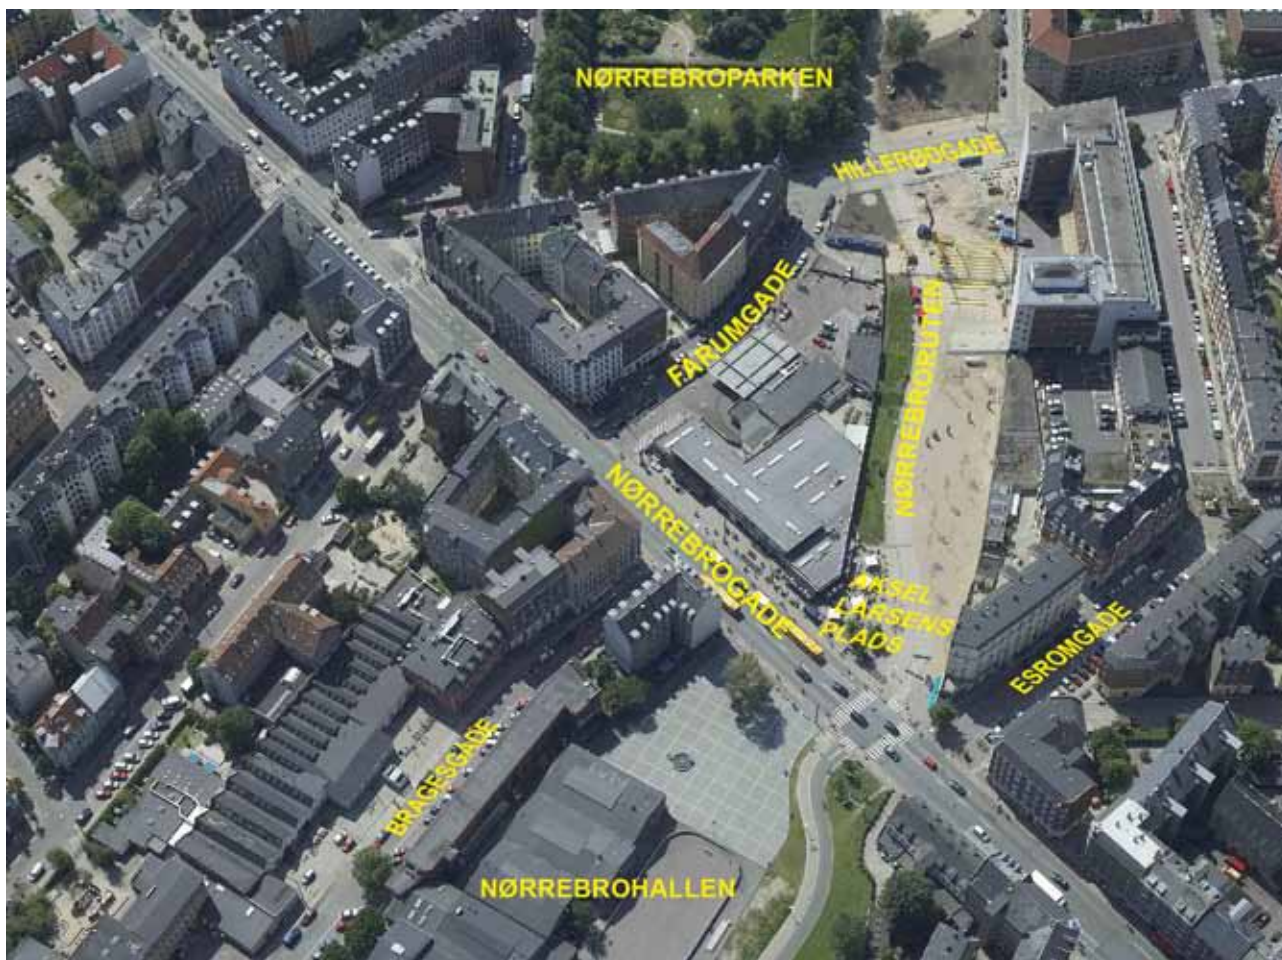 NØRREBROPARKEN
HILLERØDGADE
FARUMGADE
NØRREBRORUTEN
NØRREBROGADE
AKSEL
LARSENS
PLADS
ESROMGADE
BRAGESGADE
NØRREBROHALLEN